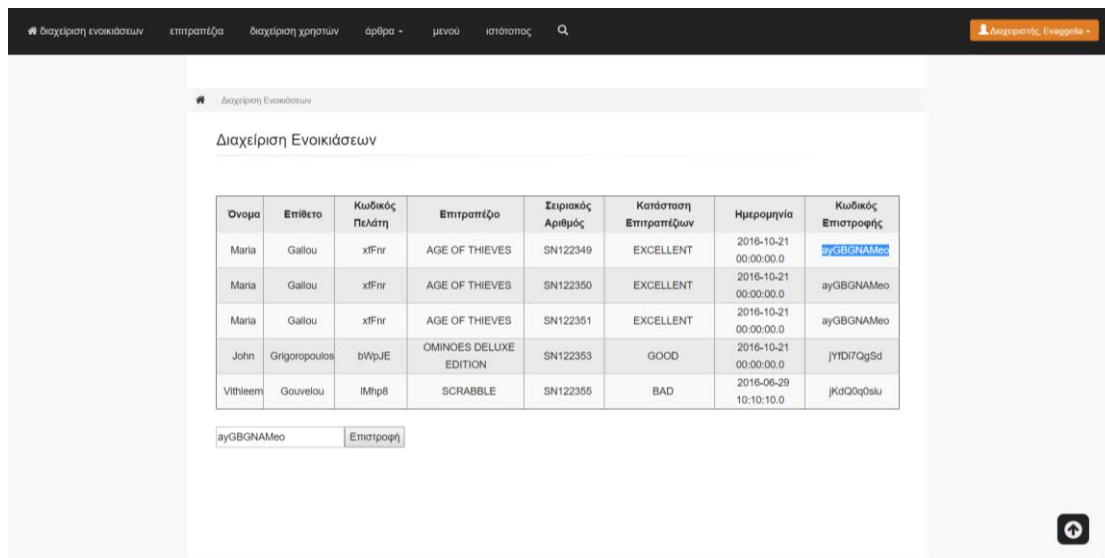 διαχείριση ενοικιάσεων επιτραπέζια διαχείριση χρηστών άρθρα μενού ιστότοπος Διαχειριστής, Evaggelia
/ Διαχείριση Ενοικιάσεων
Διαχείριση Ενοικιάσεων
Όνομα Επίθετο Κωδικός Πελάτη Επιτραπέζιο Σειριακός Αριθμός Κατάσταση Επιτραπέζιων Ημερομηνία Κωδικός Επιστροφής
Maria Gallou xfFnr AGE OF THIEVES SN122349 EXCELLENT 2016-10-21 00:00:00.0 ayGBGNAMeo
Maria Gallou xfFnr AGE OF THIEVES SN122350 EXCELLENT 2016-10-21 00:00:00.0 ayGBGNAMeo
Maria Gallou xfFnr AGE OF THIEVES SN122351 EXCELLENT 2016-10-21 00:00:00.0 ayGBGNAMeo
John Grigoropoulos bWpJE OMINOES DELUXE EDITION SN122353 GOOD 2016-10-21 00:00:00.0 jYfDi7QgSd
Vithleem Gouvelou IMhp8 SCRABBLE SN122355 BAD 2016-06-29 10:10:10.0 jKdQ0q0siu
ayGBGNAMeo Επιστροφή